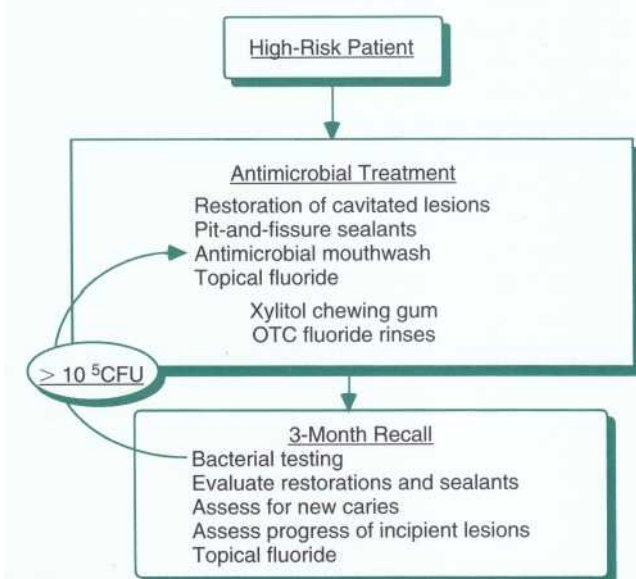 High-Risk Patient
Antimicrobial Treatment
Restoration of cavitated lesions
Pit-and-fissure sealants
Antimicrobial mouthwash
Topical fluoride
Xylitol chewing gum
OTC fluoride rinses
> 10 ⁵CFU
3-Month Recall
Bacterial testing
Evaluate restorations and sealants
Assess for new caries
Assess progress of incipient lesions
Topical fluoride